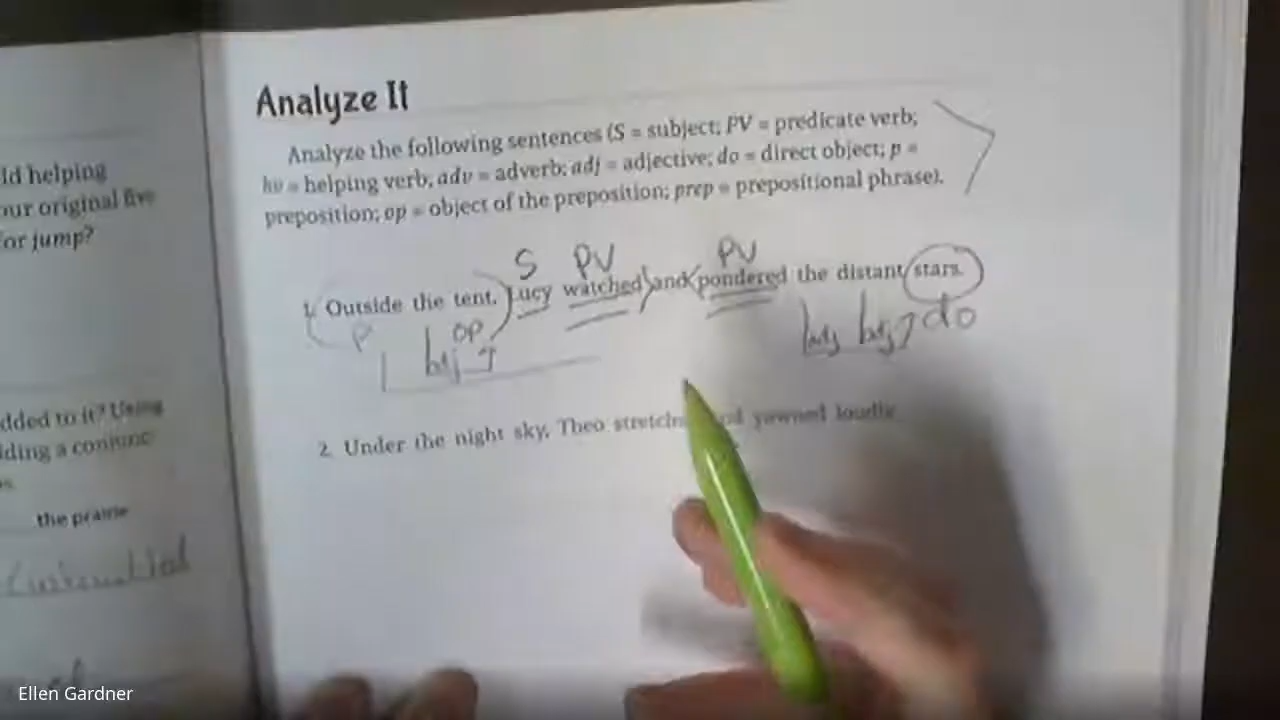 Analyze It
Analyze the following sentences (S = subject; PV = predicate verb;
hv = helping verb; adv = adverb; adj = adjective; do = direct object; p =
preposition; op = object of the preposition; prep = prepositional phrase).
S PV PV
1. Outside the tent, Lucy watched and pondered the distant stars.
P op adj adj do
2. Under the night sky, Theo yawned loudly
ld helping
our original five
or jump?
dded to it? Using
ding a conjunc
the prairie
Ellen Gardner